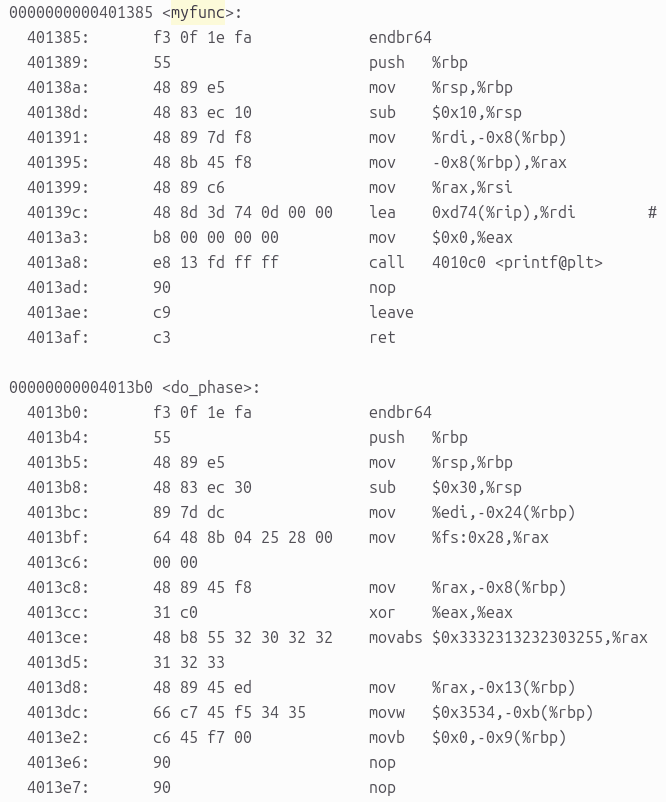 0000000000401385 <myfunc>:
401385: f3 0f 1e fa endbr64
401389: 55 push %rbp
40138a: 48 89 e5 mov %rsp,%rbp
40138d: 48 83 ec 10 sub $0x10,%rsp
401391: 48 89 7d f8 mov %rdi,-0x8(%rbp)
401395: 48 8b 45 f8 mov -0x8(%rbp),%rax
401399: 48 89 c6 mov %rax,%rsi
40139c: 48 8d 3d 74 0d 00 00 lea 0xd74(%rip),%rdi #
4013a3: b8 00 00 00 00 mov $0x0,%eax
4013a8: e8 13 fd ff ff call 4010c0 <printf@plt>
4013ad: 90 nop
4013ae: c9 leave
4013af: c3 ret
00000000004013b0 <do_phase>:
4013b0: f3 0f 1e fa endbr64
4013b4: 55 push %rbp
4013b5: 48 89 e5 mov %rsp,%rbp
4013b8: 48 83 ec 30 sub $0x30,%rsp
4013bc: 89 7d dc mov %edi,-0x24(%rbp)
4013bf: 64 48 8b 04 25 28 00 mov %fs:0x28,%rax
4013c6: 00 00
4013c8: 48 89 45 f8 mov %rax,-0x8(%rbp)
4013cc: 31 c0 xor %eax,%eax
4013ce: 48 b8 55 32 30 32 32 movabs $0x3332313232303255,%rax
4013d5: 31 32 33
4013d8: 48 89 45 ed mov %rax,-0x13(%rbp)
4013dc: 66 c7 45 f5 34 35 movw $0x3534,-0xb(%rbp)
4013e2: c6 45 f7 00 movb $0x0,-0x9(%rbp)
4013e6: 90 nop
4013e7: 90 nop